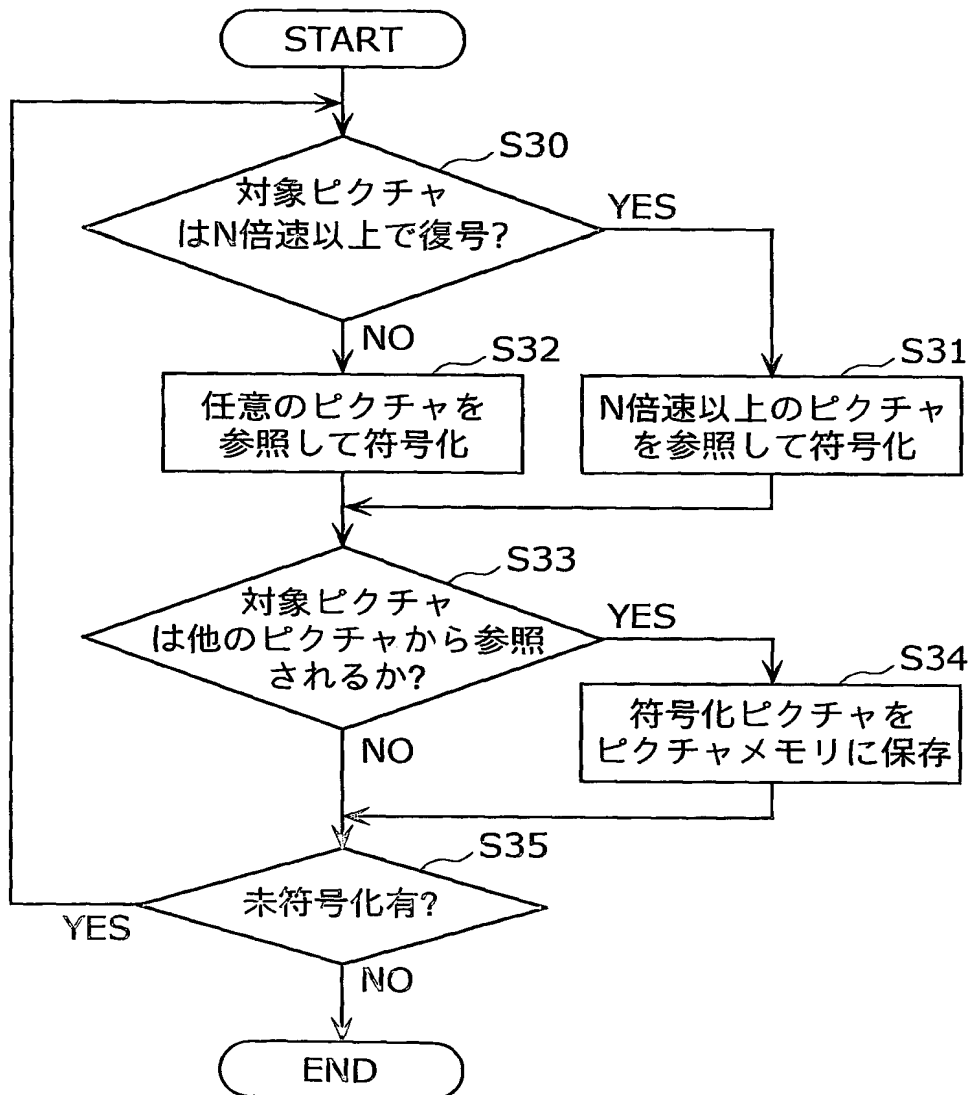 START
S30
対象ピクチャ
はN倍速以上で復号?
YES
NO
S32
任意のピクチャを
参照して符号化
S31
N倍速以上のピクチャ
を参照して符号化
S33
対象ピクチャ
は他のピクチャから参照
されるか?
YES
NO
S34
符号化ピクチャを
ピクチャメモリに保存
S35
未符号化有?
YES
NO
END